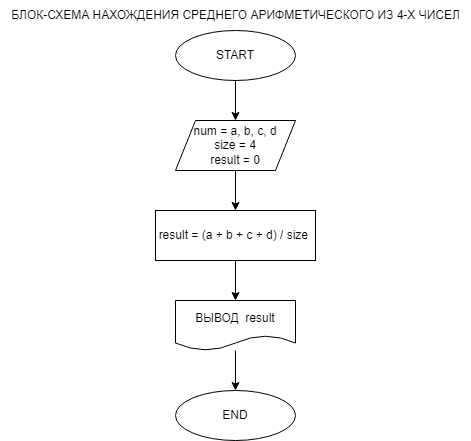 БЛОК-СХЕМА НАХОЖДЕНИЯ СРЕДНЕГО АРИФМЕТИЧЕСКОГО ИЗ 4-Х ЧИСЕЛ
START
num = a, b, c, d
size = 4
result = 0
result = (a + b + c + d) / size
ВЫВОД result
END